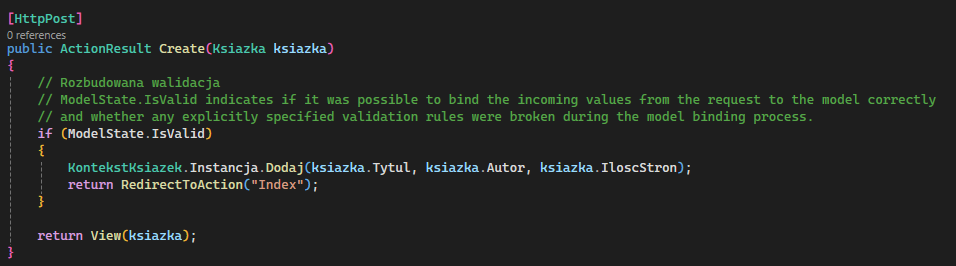 [HttpPost]
0 references
public ActionResult Create(Ksiazka ksiazka)
{
// Rozbudowana walidacja
// ModelState.IsValid indicates if it was possible to bind the incoming values from the request to the model correctly
// and whether any explicitly specified validation rules were broken during the model binding process.
if (ModelState.IsValid)
{
KontekstKsiazek.Instancja.Dodaj(ksiazka.Tytul, ksiazka.Autor, ksiazka.IloscStron);
return RedirectToAction("Index");
}
return View(ksiazka);
}